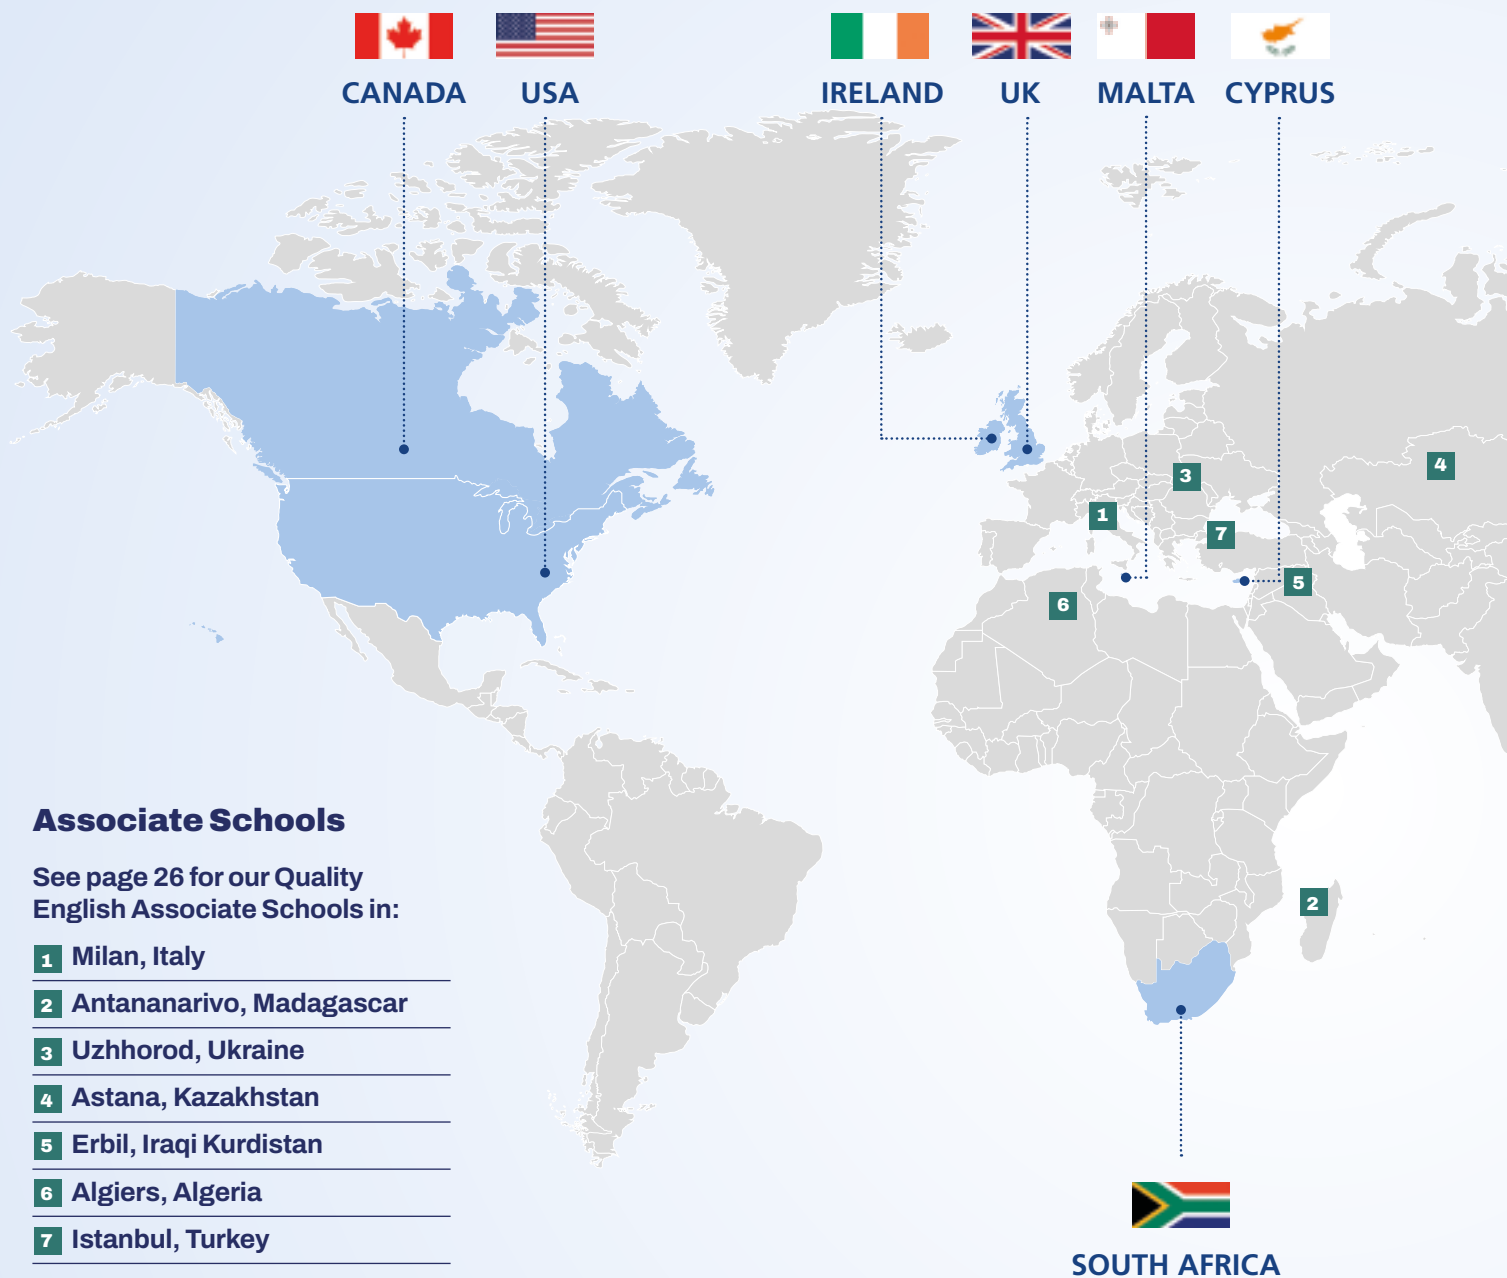 CANADA
USA
IRELAND
UK
MALTA
CYPRUS
3
4
1
7
5
6
2
Associate Schools
See page 26 for our Quality
English Associate Schools in:
1 Milan, Italy
2 Antananarivo, Madagascar
3 Uzhhorod, Ukraine
4 Astana, Kazakhstan
5 Erbil, Iraqi Kurdistan
6 Algiers, Algeria
7 Istanbul, Turkey
SOUTH AFRICA